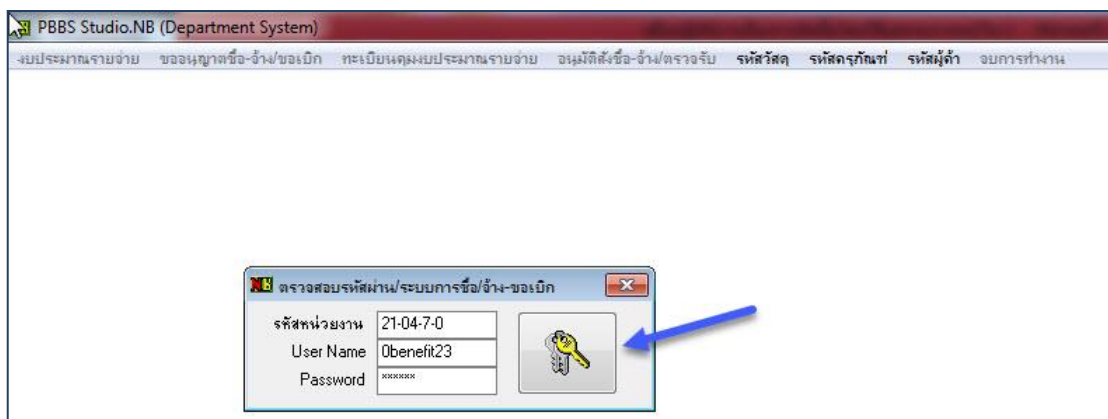 PBBS Studio.NB (Department System)
งบประมาณรายจ่าย ขออนุญาตซื้อ-จ้าง/ขอเบิก ทะเบียนคุมงบประมาณรายจ่าย อนุมัติสั่งซื้อ-จ้าง/ตรวจรับ รหัสวัสดุ รหัสครุภัณฑ์ รหัสผู้ค้า จบการทำงาน
NB ตรวจสอบรหัสผ่าน/ระบบการซื้อ/จ้าง-ขอเบิก
รหัสหน่วยงาน 21-04-7-0
User Name 0benefit23
Password ******